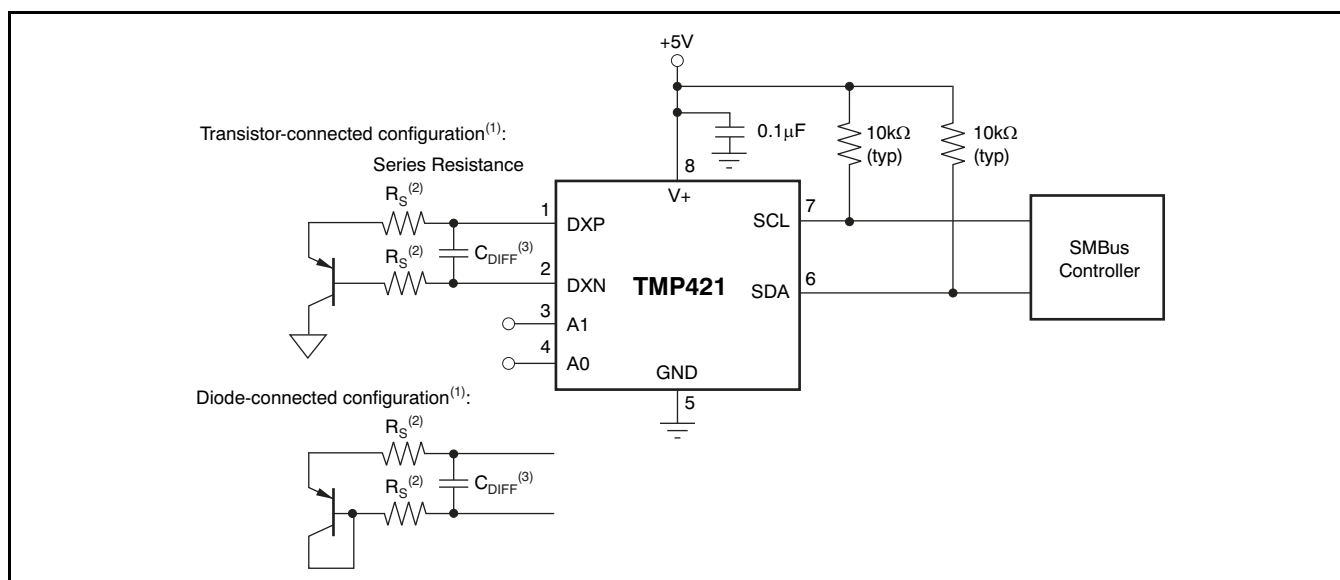 +5V
Transistor-connected configuration(1):
0.1μF
10kΩ
(typ)
10kΩ
(typ)
Series Resistance
8
RS(2)
V+
1
DXP
SCL
7
CDIFF(3)
SMBus
Controller
RS(2)
2
DXN
TMP421
SDA
6
3
A1
4
A0
GND
Diode-connected configuration(1):
5
RS(2)
RS(2)
CDIFF(3)